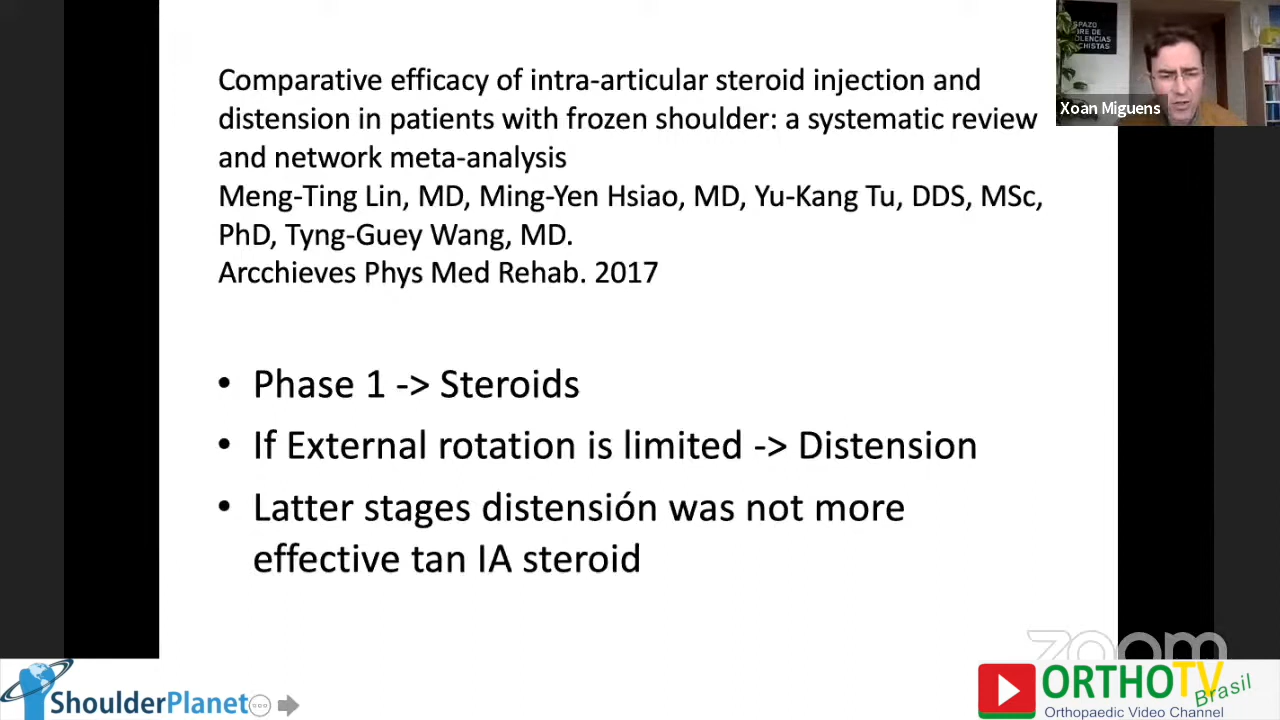 Comparative efficacy of intra-articular steroid injection and
distension in patients with frozen shoulder: a systematic review
and network meta-analysis
Meng-Ting Lin, MD, Ming-Yen Hsiao, MD, Yu-Kang Tu, DDS, MSc,
PhD, Tyng-Guey Wang, MD.
Arcchieves Phys Med Rehab. 2017
• Phase 1 -> Steroids
• If External rotation is limited -> Distension
• Latter stages distensión was not more
effective tan IA steroid
Xoan Miguens
zoom
ShoulderPlanet
ORTHOTV
Brasil
Orthopaedic Video Channel